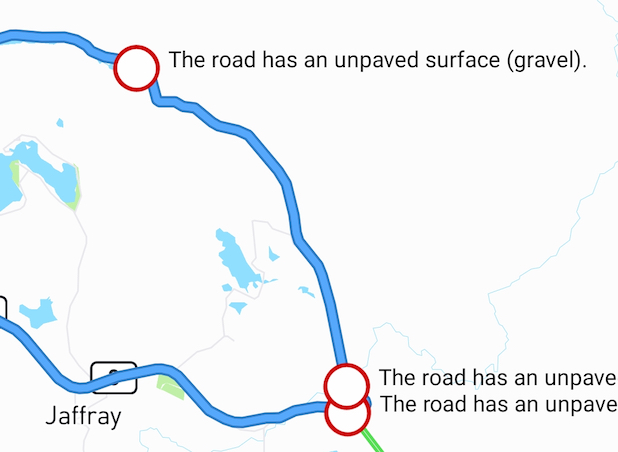 The road has an unpaved surface (gravel).
The road has an unpave
The road has an unpave
Jaffray